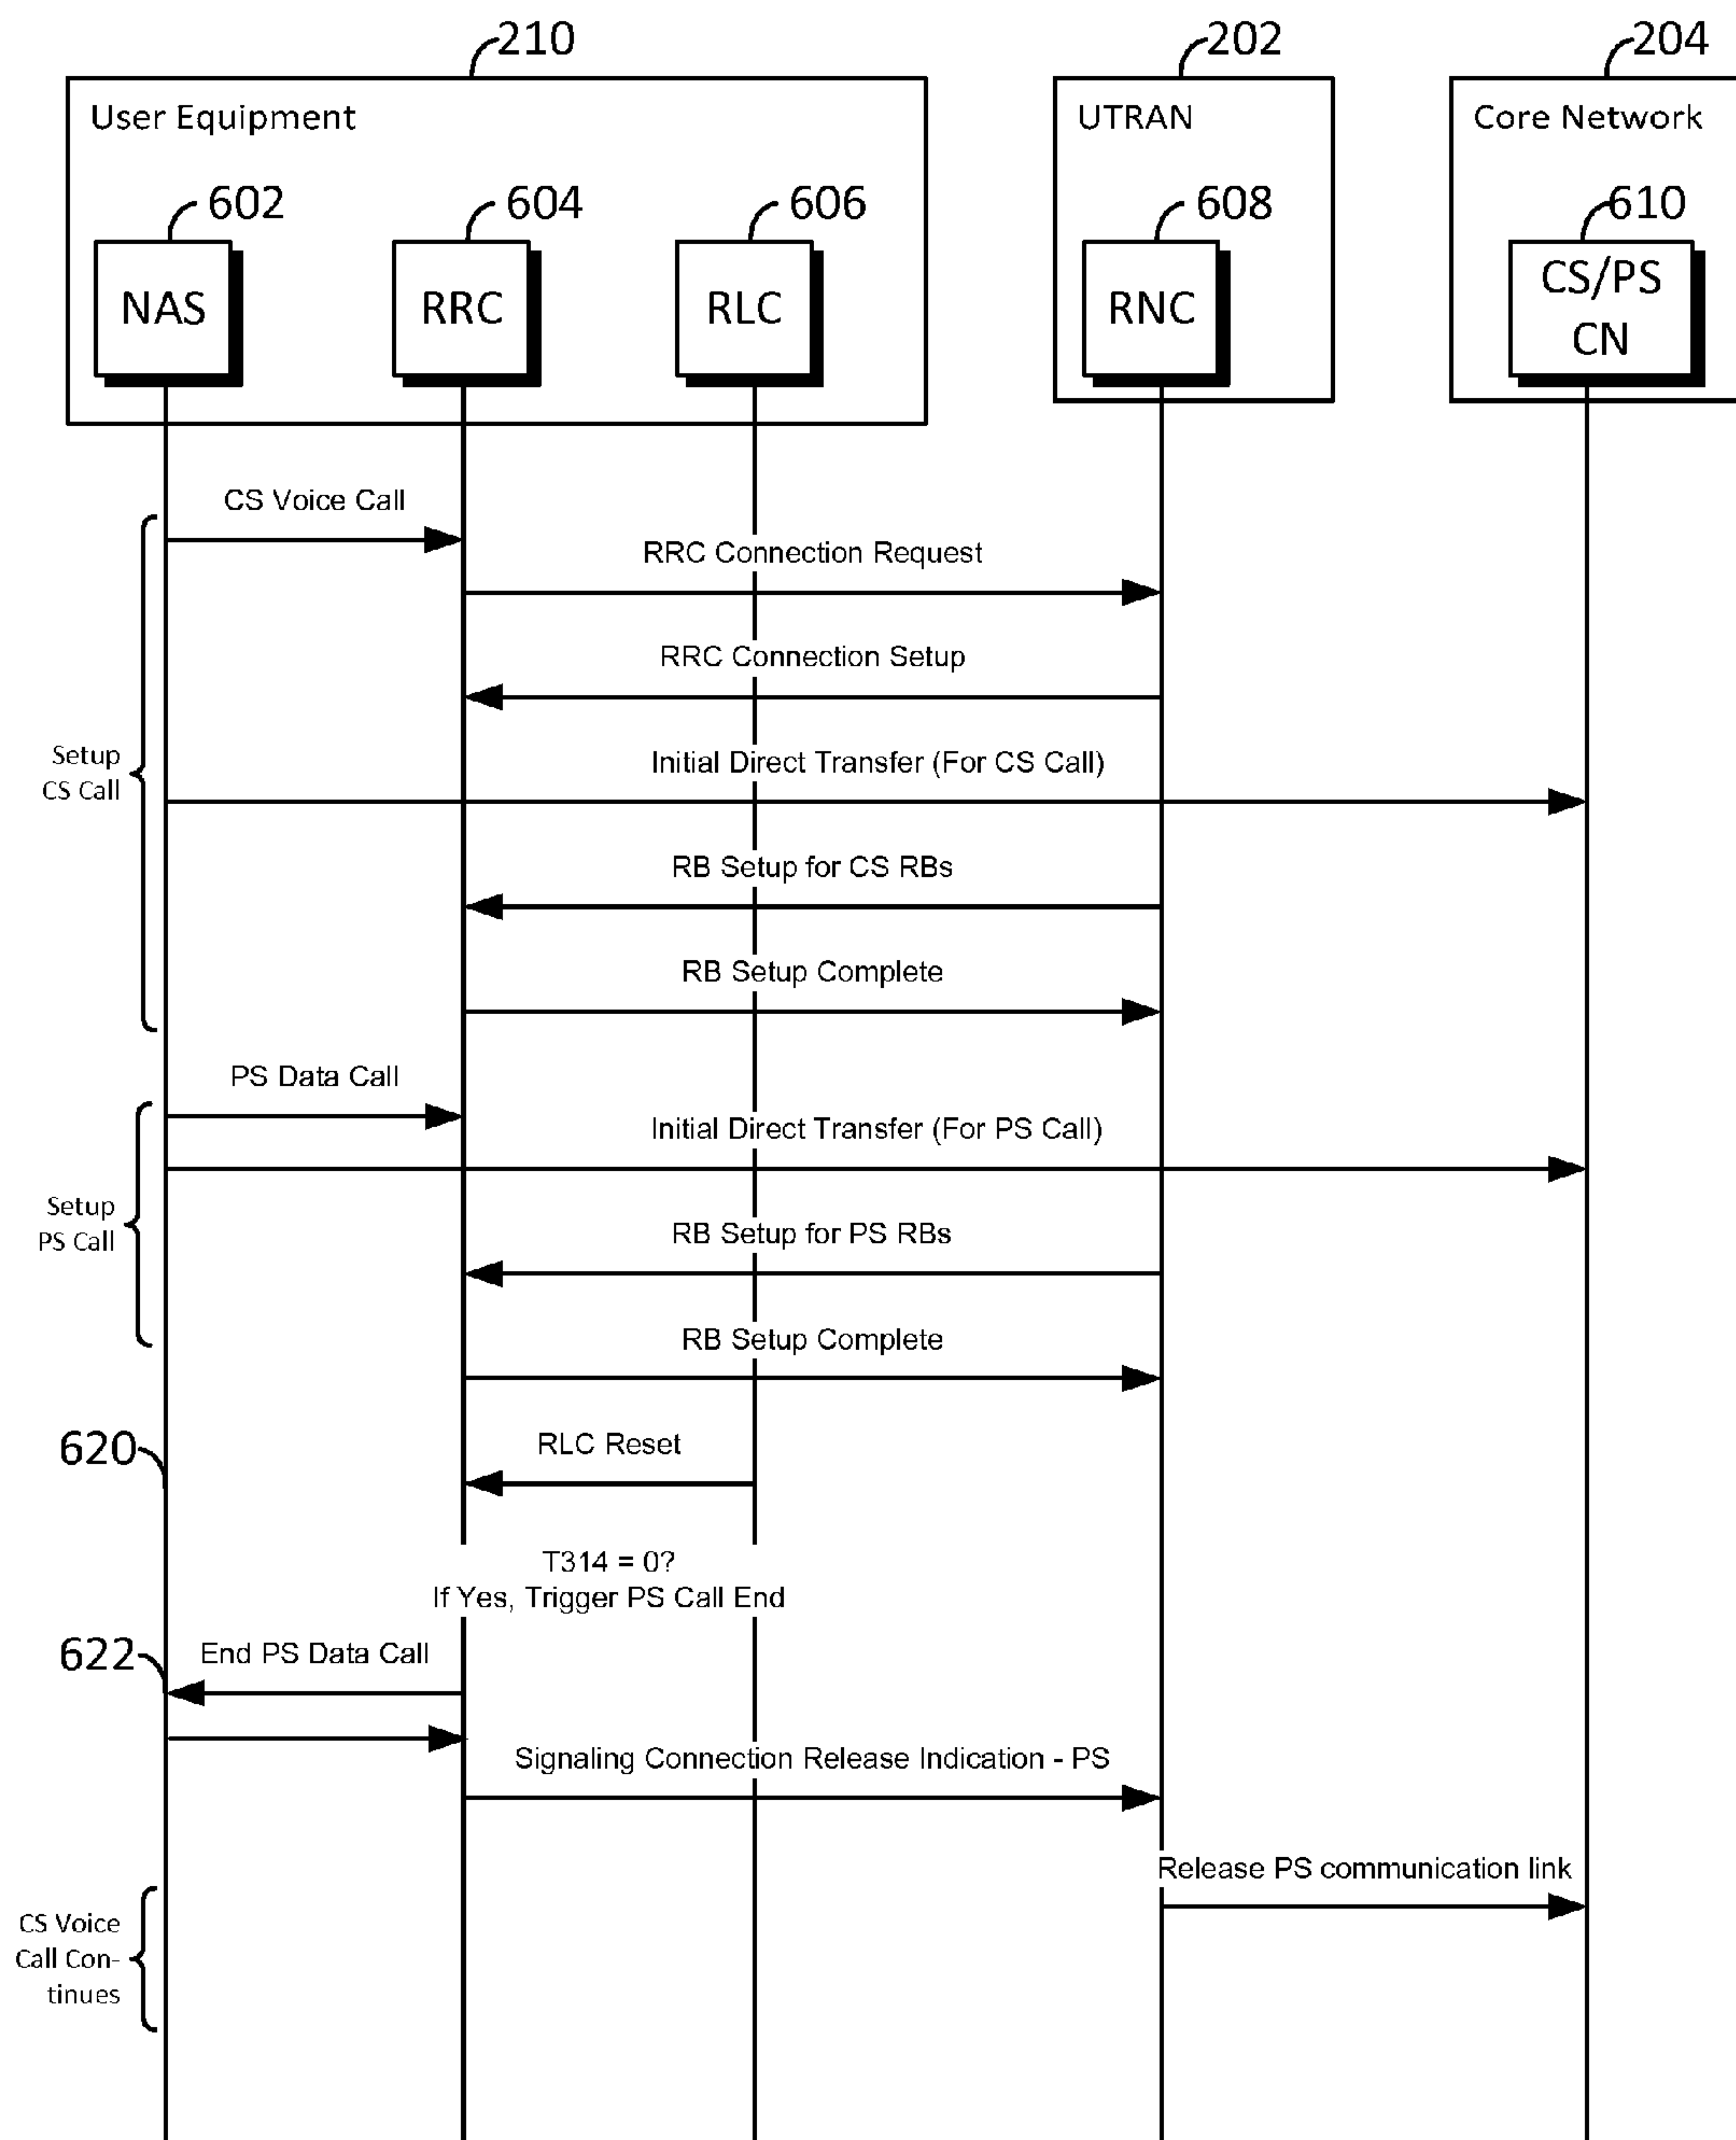 210
202
204
User Equipment
UTRAN
Core Network
602
604
606
608
610
NAS
RRC
RLC
RNC
CS/PS
CN
CS Voice Call
RRC Connection Request
RRC Connection Setup
Setup
CS Call
Initial Direct Transfer (For CS Call)
RB Setup for CS RBs
RB Setup Complete
PS Data Call
Initial Direct Transfer (For PS Call)
Setup
PS Call
RB Setup for PS RBs
RB Setup Complete
620
RLC Reset
T314 = 0?
If Yes, Trigger PS Call End
622
End PS Data Call
Signaling Connection Release Indication - PS
Release PS communication link
CS Voice
Call Con-
tinues